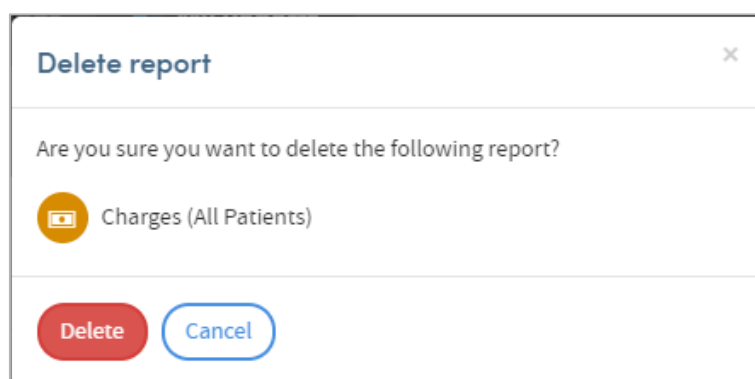 Delete report
×
Are you sure you want to delete the following report?
Charges (All Patients)
Delete
Cancel